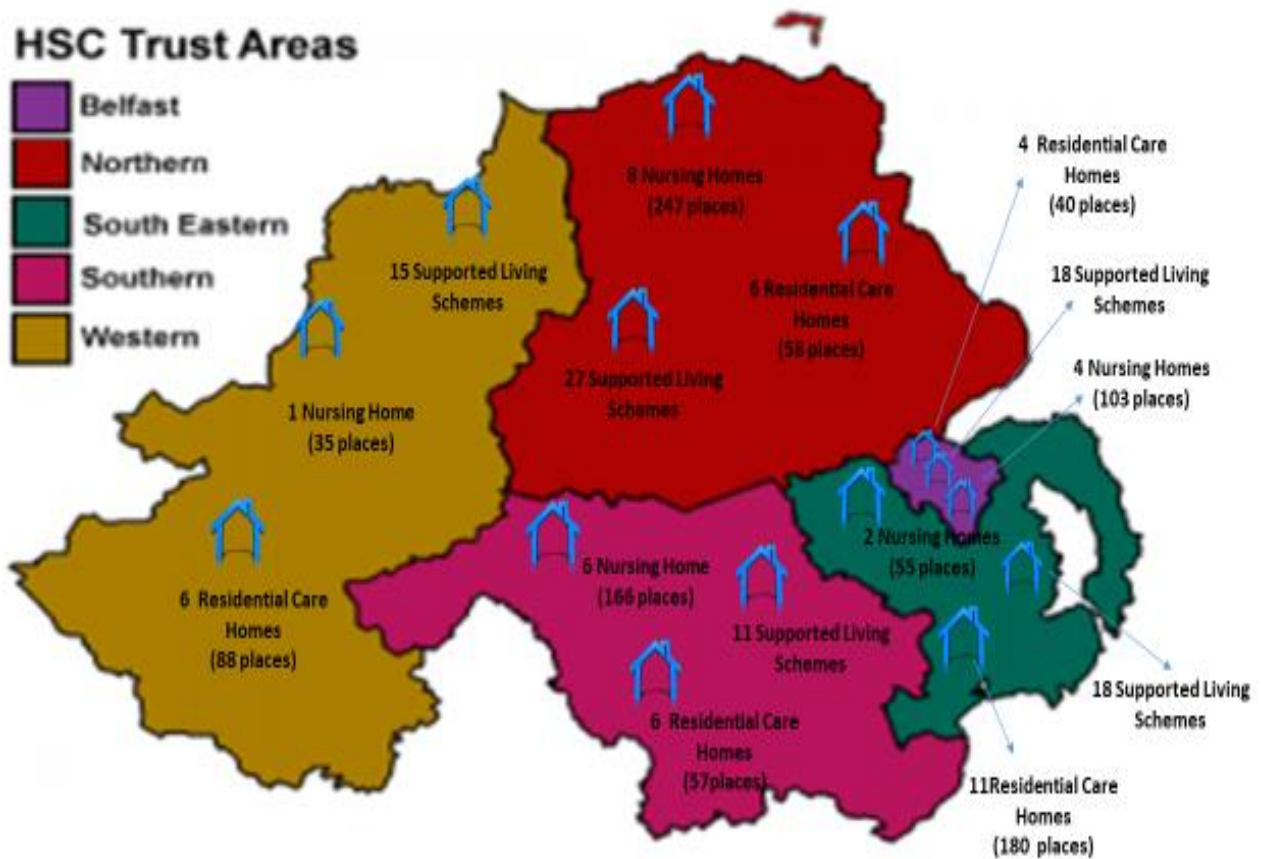 HSC Trust Areas
Belfast
Northern
South Eastern
Southern
Western
8 Nursing Homes
(247 places)
4 Residential Care
Homes
(40 places)
15 Supported Living
Schemes
6 Residential Care
Homes
(58 places)
18 Supported Living
Schemes
27 Supported Living
Schemes
4 Nursing Homes
(103 places)
1 Nursing Home
(35 places)
2 Nursing Homes
(55 places)
6 Nursing Home
(166 places)
6 Residential Care
Homes
(88 places)
11 Supported Living
Schemes
18 Supported Living
Schemes
6 Residential Care
Homes
(57places)
11Residential Care
Homes
(180 places)